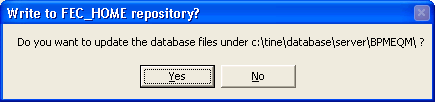 Write to FEC_HOME repository?
Do you want to update the database files under c:\tine\database\server\BPMEQM\ ?
Yes No